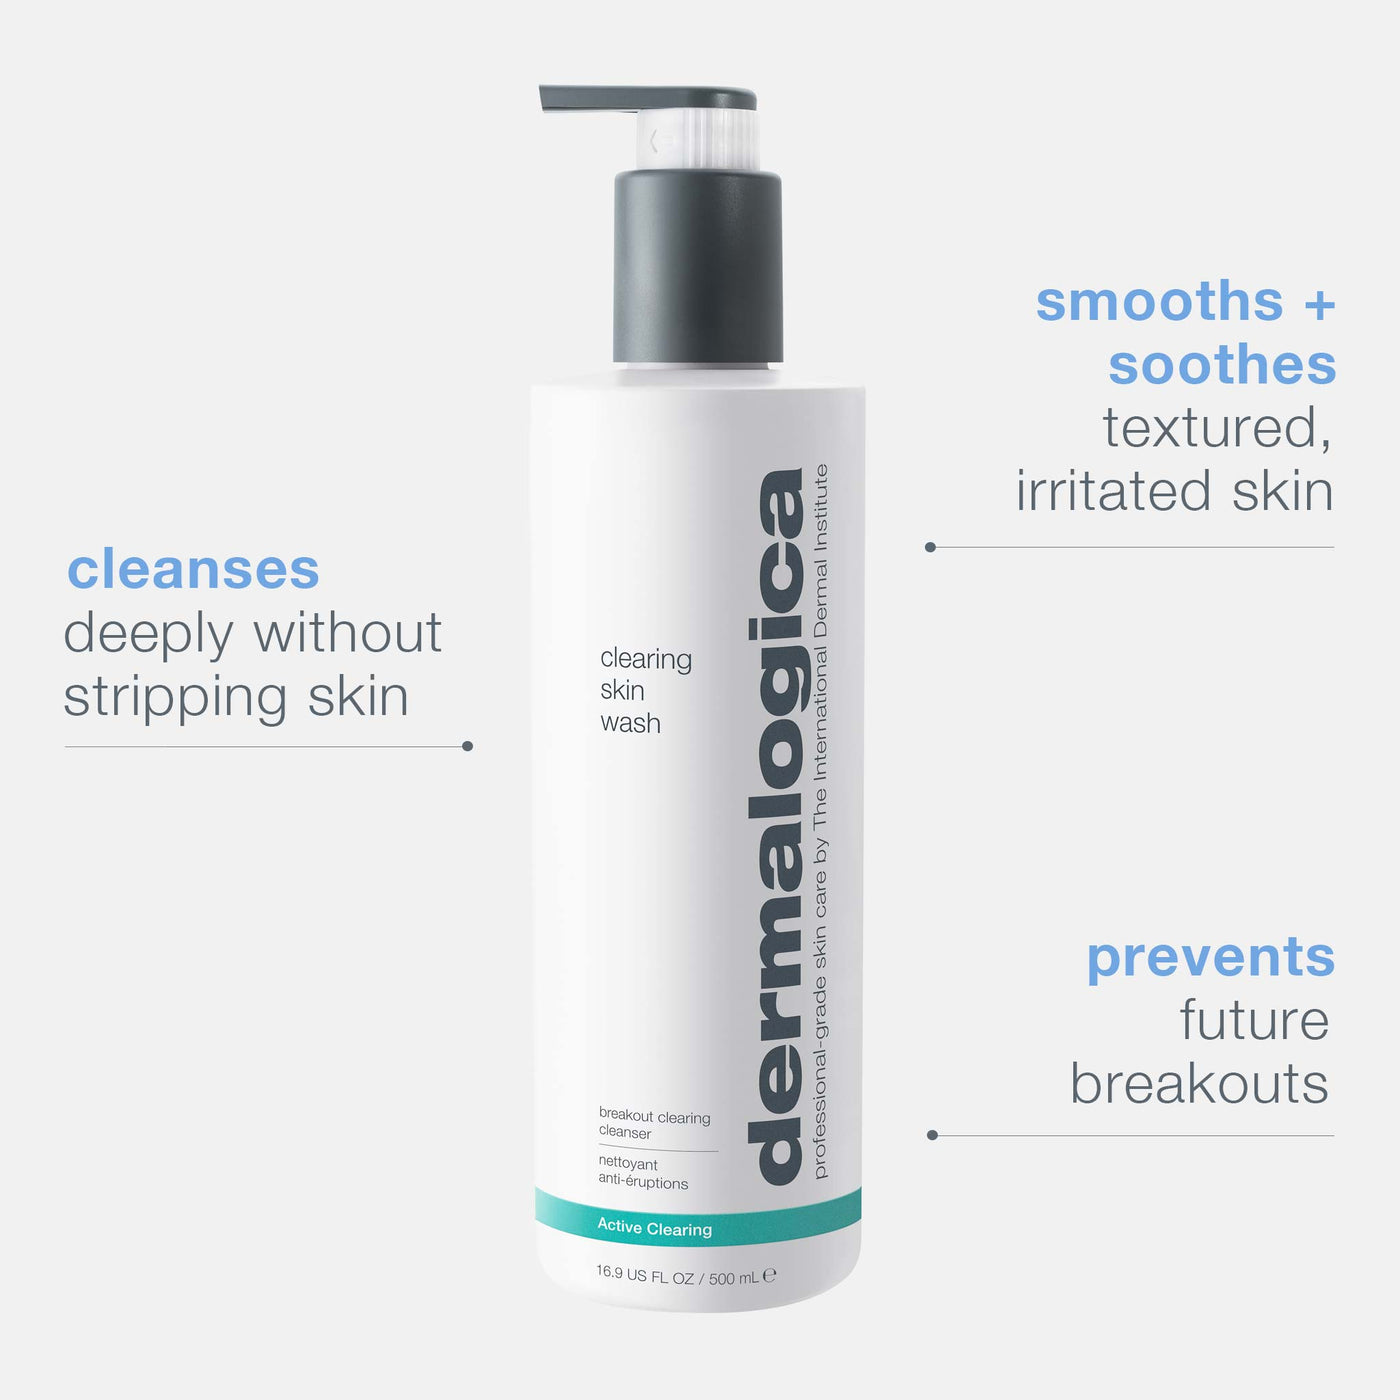 smooths +
soothes
textured,
irritated skin
cleanses
deeply without
stripping skin
clearing
skin
wash
dermalogica
professional-grade skin care by The International Dermal Institute
prevents
future
breakouts
breakout clearing
cleanser
nettoyant
anti-éruptions
Active Clearing
16.9 US FL OZ / 500 mL ℮